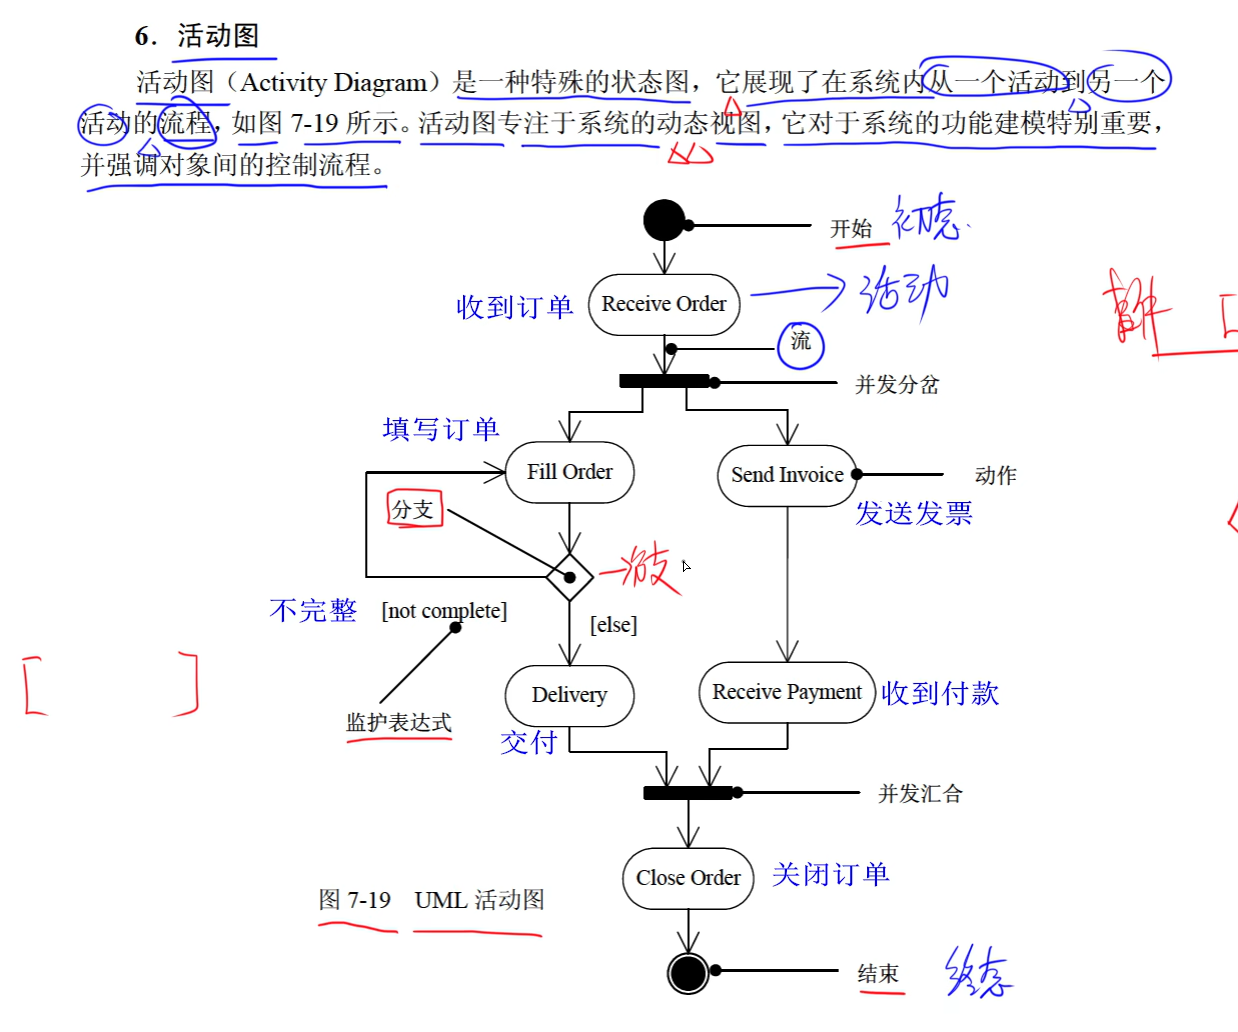 6. 活动图
活动图（Activity Diagram）是一种特殊的状态图，它展现了在系统内从一个活动到另一个
活动的流程，如图 7-19 所示。活动图专注于系统的动态视图，它对于系统的功能建模特别重要，
并强调对象间的控制流程。
开始 初态
收到订单 Receive Order 活动
流
并发分岔
填写订单
Fill Order Send Invoice 动作
分支 发送发票
不完整 [not complete] [else]
Delivery Receive Payment 收到付款
监护表达式 交付
并发汇合
Close Order 关闭订单
图 7-19 UML 活动图
结束 终态